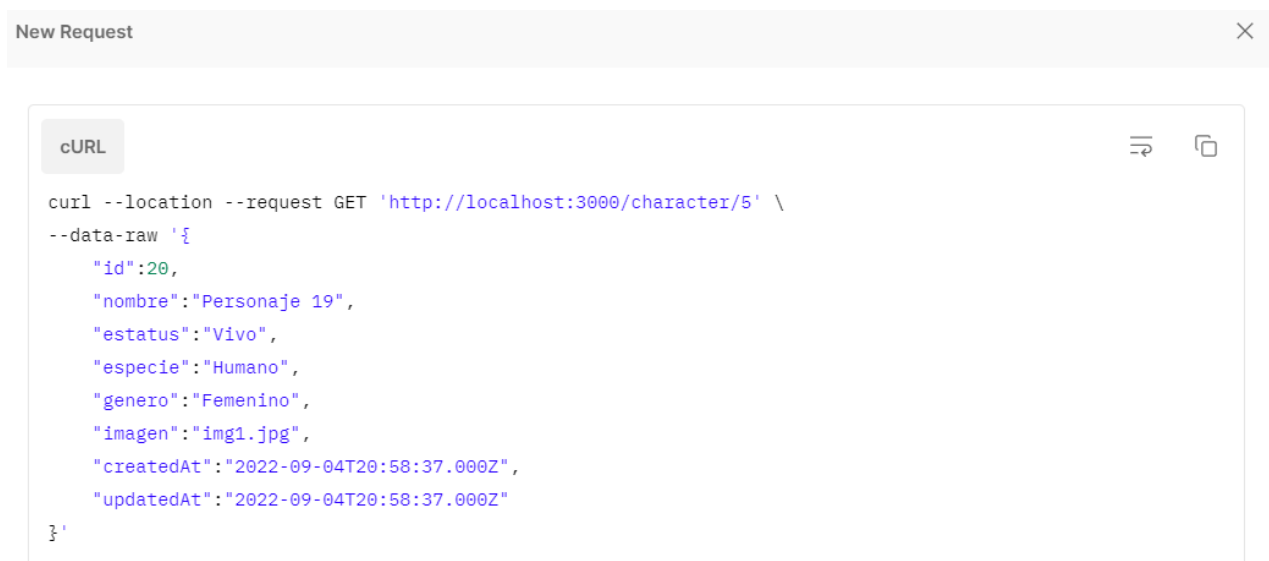 New Request
cURL
curl --location --request GET 'http://localhost:3000/character/5' \
--data-raw '{
    "id":20,
    "nombre":"Personaje 19",
    "estatus":"Vivo",
    "especie":"Humano",
    "genero":"Femenino",
    "imagen":"img1.jpg",
    "createdAt":"2022-09-04T20:58:37.000Z",
    "updatedAt":"2022-09-04T20:58:37.000Z"
}'